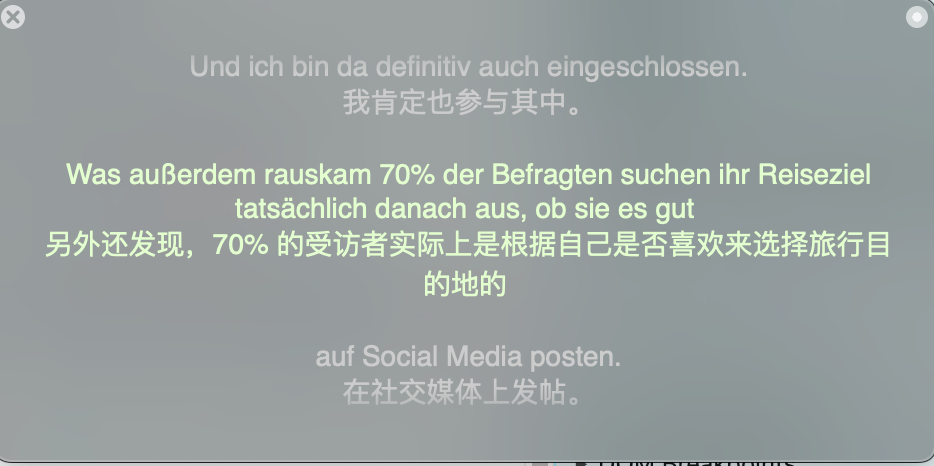 Und ich bin da definitiv auch eingeschlossen.
我肯定也参与其中。
Was außerdem rauskam 70% der Befragten suchen ihr Reiseziel
tatsächlich danach aus, ob sie es gut
另外还发现，70% 的受访者实际上是根据自己是否喜欢来选择旅行目
的地的
auf Social Media posten.
在社交媒体上发帖。
DOM Breakpoints